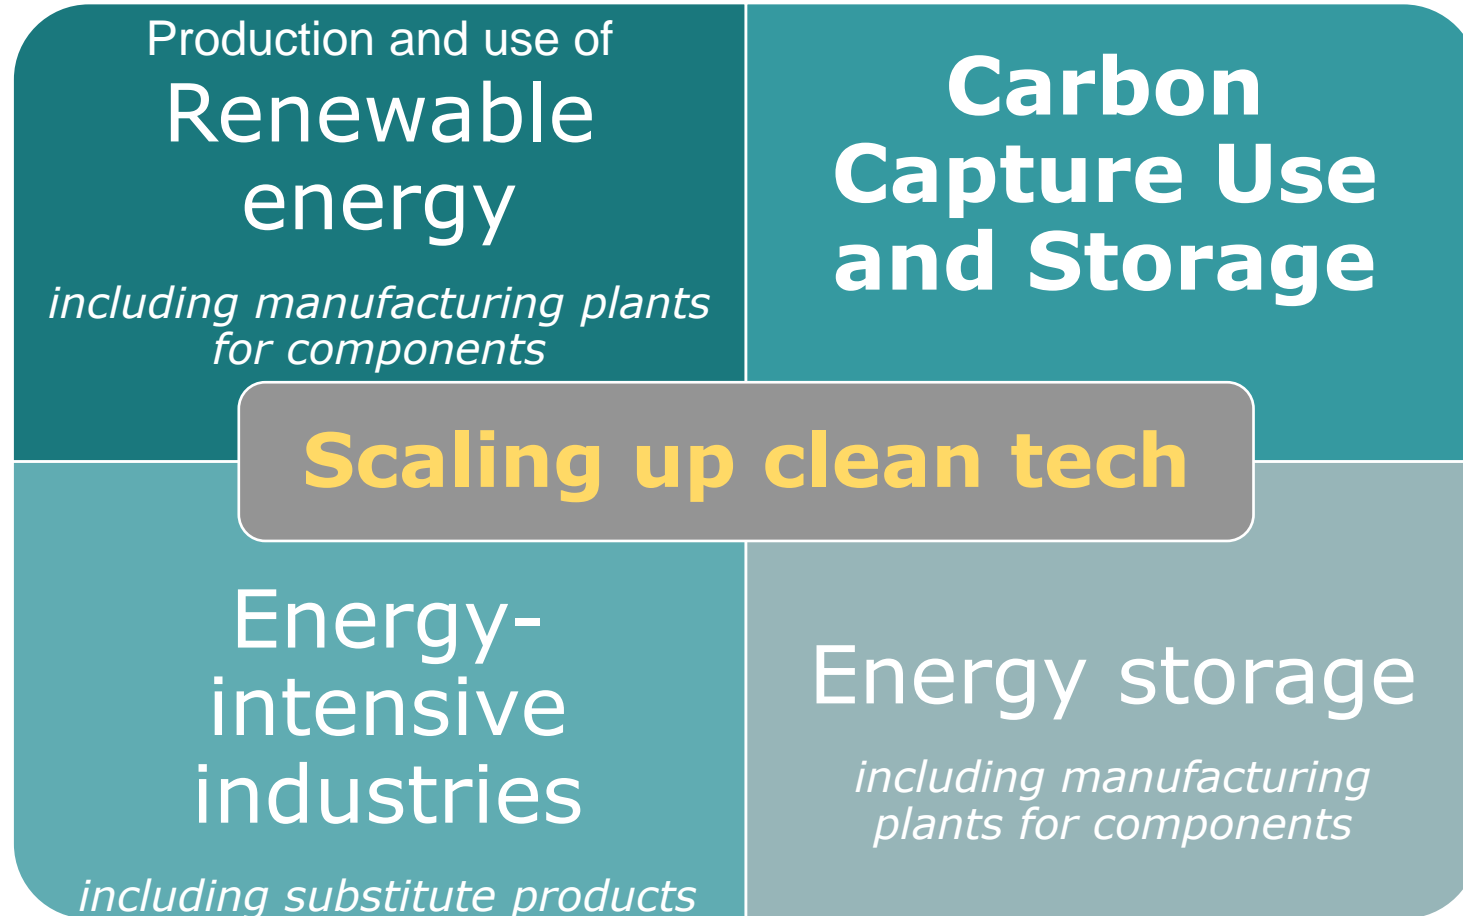 Production and use of
Renewable
energy
including manufacturing plants
for components
Carbon
Capture Use
and Storage
Scaling up clean tech
Energy-
intensive
industries
including substitute products
Energy storage
including manufacturing
plants for components